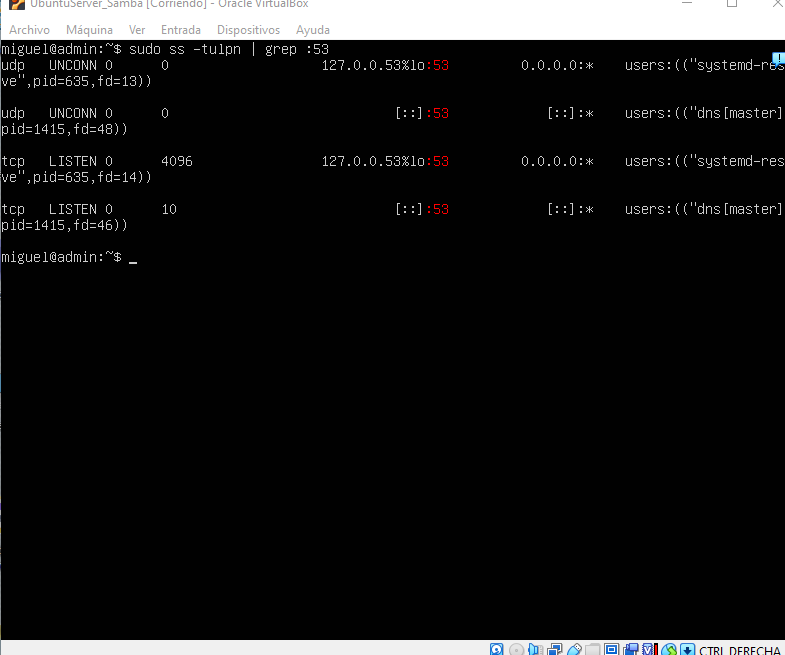 UbuntuServer_Samba [Corriendo] - Oracle VirtualBox
Archivo Máquina Ver Entrada Dispositivos Ayuda
miguel@admin:~$ sudo ss -tulpn | grep :53
udp UNCONN 0 0 127.0.0.53%lo:53 0.0.0.0:* users:(("systemd-res
ve",pid=635,fd=13))
udp UNCONN 0 0 [::]:53 [::]:* users:(("dns[master]
pid=1415,fd=48))
tcp LISTEN 0 4096 127.0.0.53%lo:53 0.0.0.0:* users:(("systemd-res
ve",pid=635,fd=14))
tcp LISTEN 0 10 [::]:53 [::]:* users:(("dns[master]
pid=1415,fd=46))
miguel@admin:~$ _
CTRL DERECHA